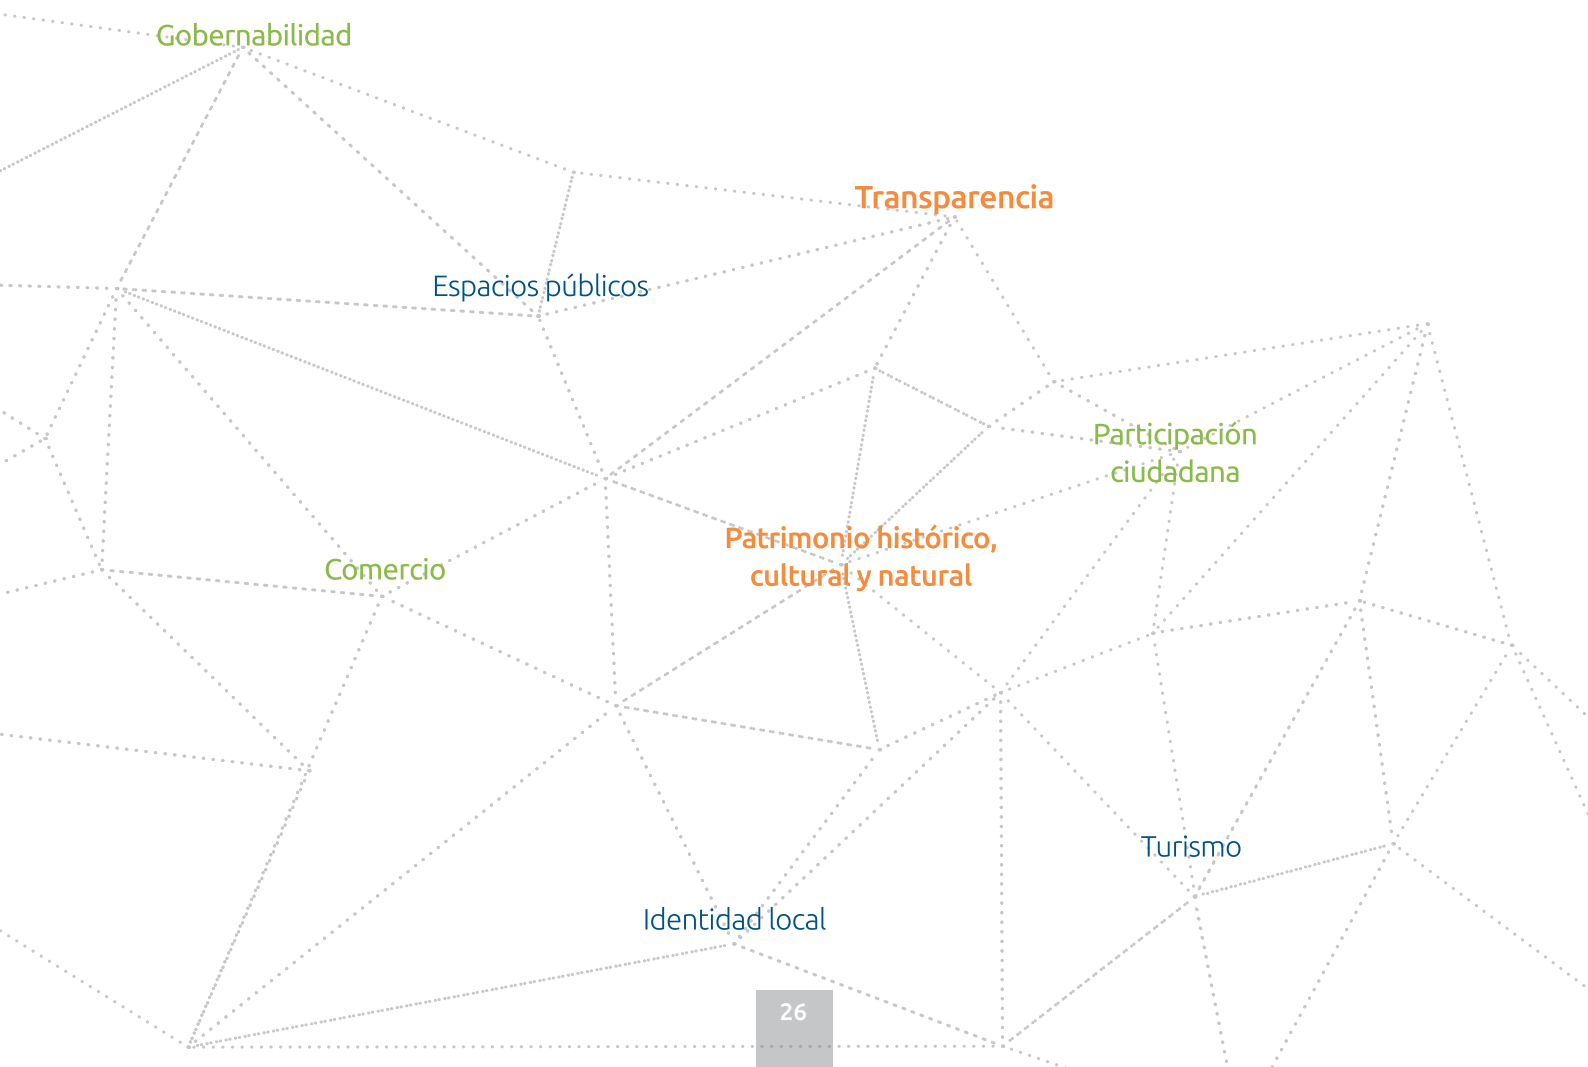 Gobernabilidad
Transparencia
Espacios públicos
Participación
ciudadana
Patrimonio histórico,
cultural y natural
Comercio
Turismo
Identidad local
26